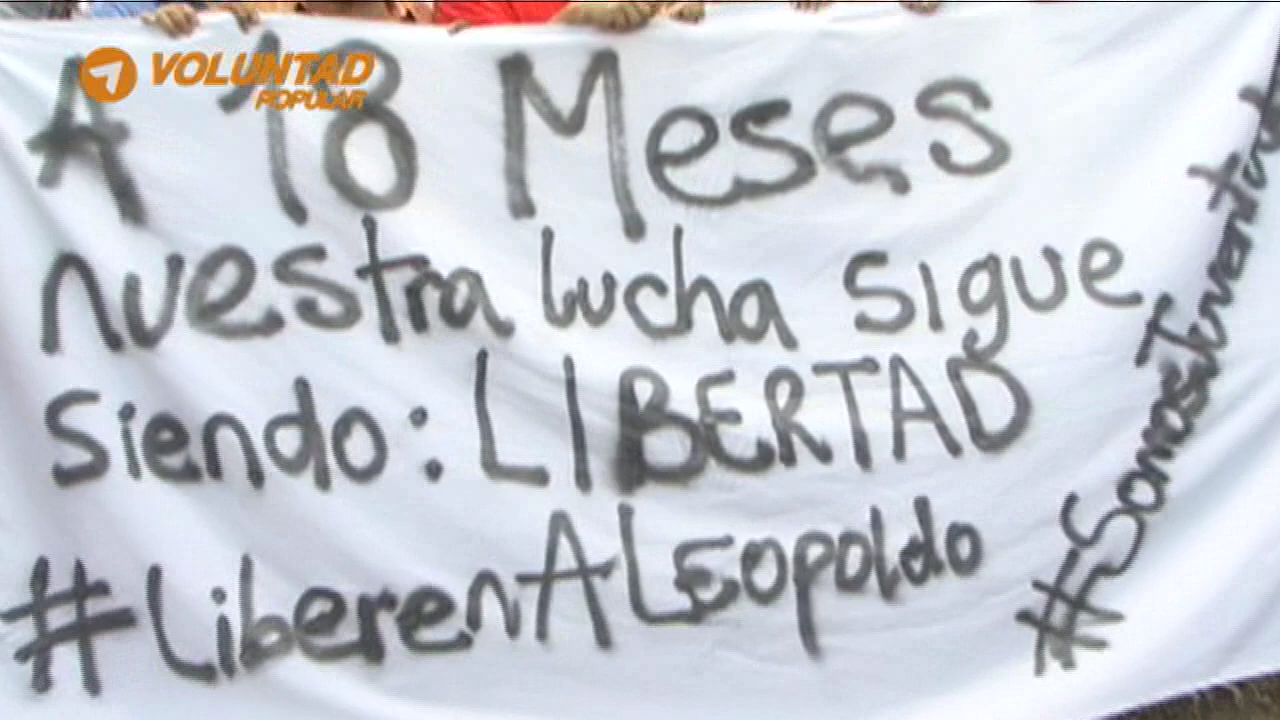 VOLUNTAD
POPULAR
A 18 Meses
nuestra lucha sigue
siendo: LIBERTAD
#LiberenALeopoldo
#SomosJuventud